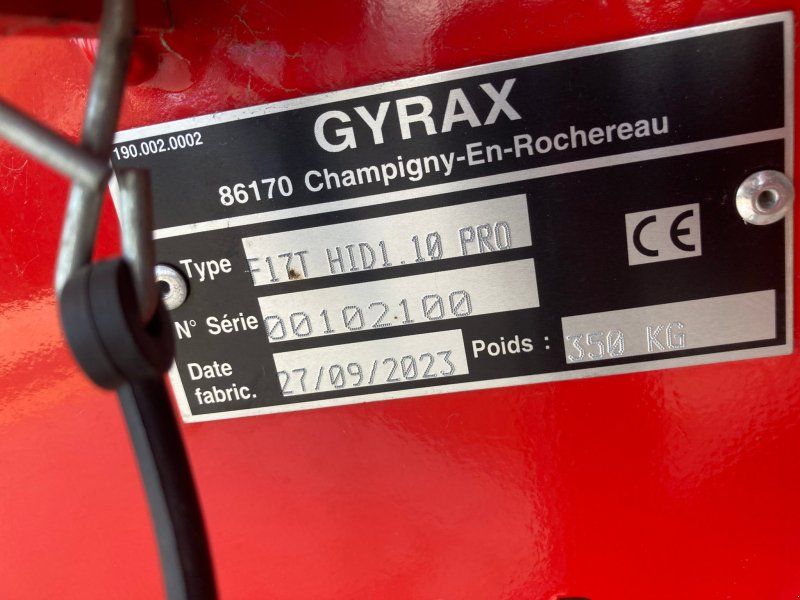 190.002.0002
GYRAX
86170 Champigny-En-Rochereau
Type F17T HID1.10 PRO
CE
N° Série 00102100
Date fabric. 27/09/2023
Poids : 350 KG